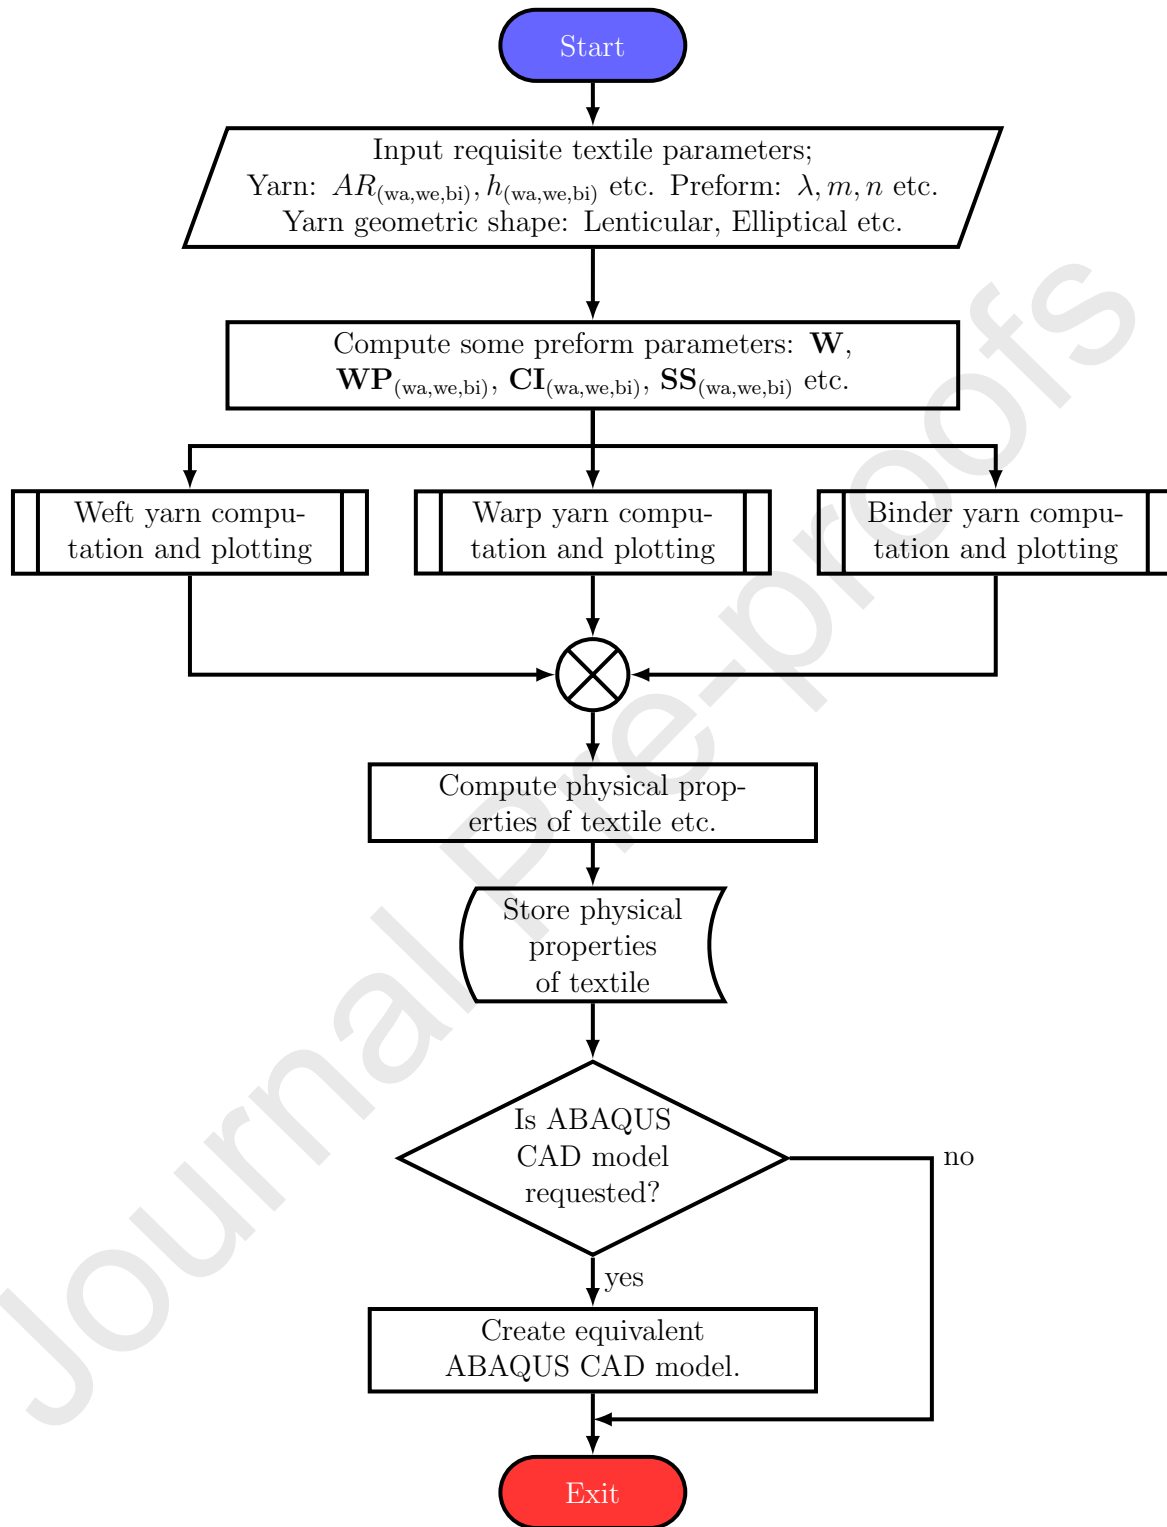 Start
Input requisite textile parameters;
Yarn: AR(wa,we,bi), h(wa,we,bi) etc. Preform: λ, m, n etc.
Yarn geometric shape: Lenticular, Elliptical etc.
Compute some preform parameters: W,
WP(wa,we,bi), CI(wa,we,bi), SS(wa,we,bi) etc.
Weft yarn compu-
tation and plotting
Warp yarn compu-
tation and plotting
Binder yarn compu-
tation and plotting
Compute physical prop-
erties of textile etc.
Store physical
properties
of textile
Is ABAQUS
CAD model
requested?
no
yes
Create equivalent
ABAQUS CAD model.
Exit
Journal Pre-proofs